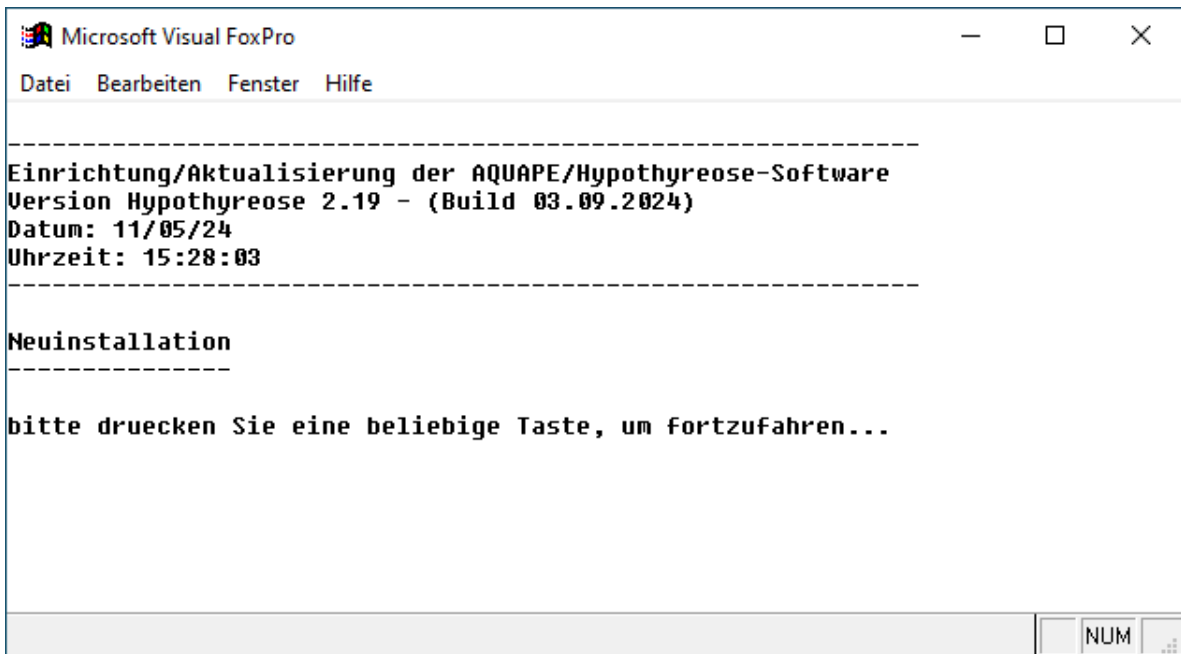 Microsoft Visual FoxPro
Datei Bearbeiten Fenster Hilfe
-------------------------------------------------------------
Einrichtung/Aktualisierung der AQUAPE/Hypothyreose-Software
Version Hypothyreose 2.19 - (Build 03.09.2024)
Datum: 11/05/24
Uhrzeit: 15:28:03
-------------------------------------------------------------
Neuinstallation
---------------
bitte druecken Sie eine beliebige Taste, um fortzufahren...
NUM